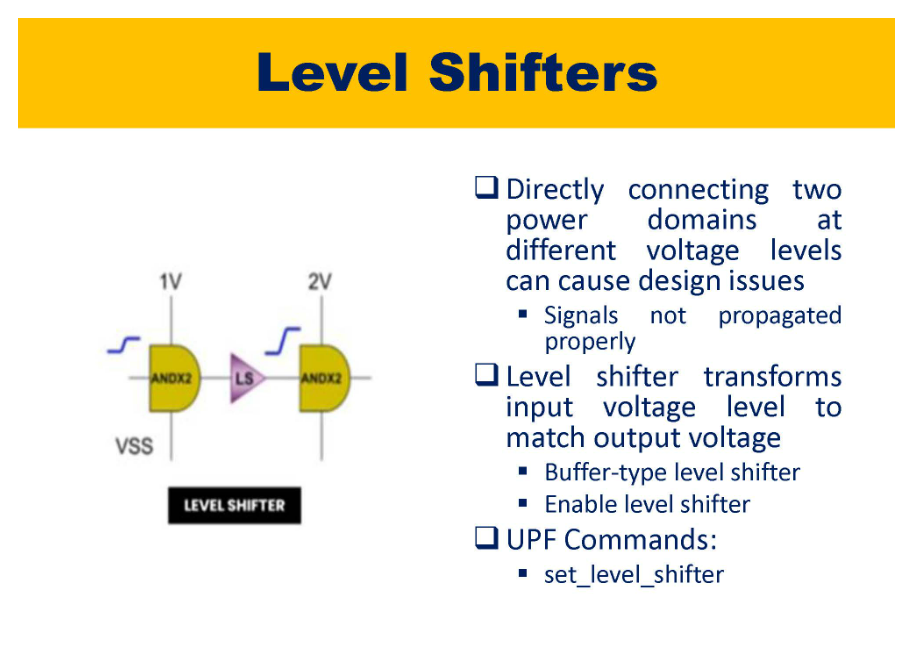 Level Shifters
1V
2V
ANDX2
LS
ANDX2
VSS
LEVEL SHIFTER
Directly connecting two
power domains at
different voltage levels
can cause design issues
Signals not propagated
properly
Level shifter transforms
input voltage level to
match output voltage
Buffer-type level shifter
Enable level shifter
UPF Commands:
set_level_shifter